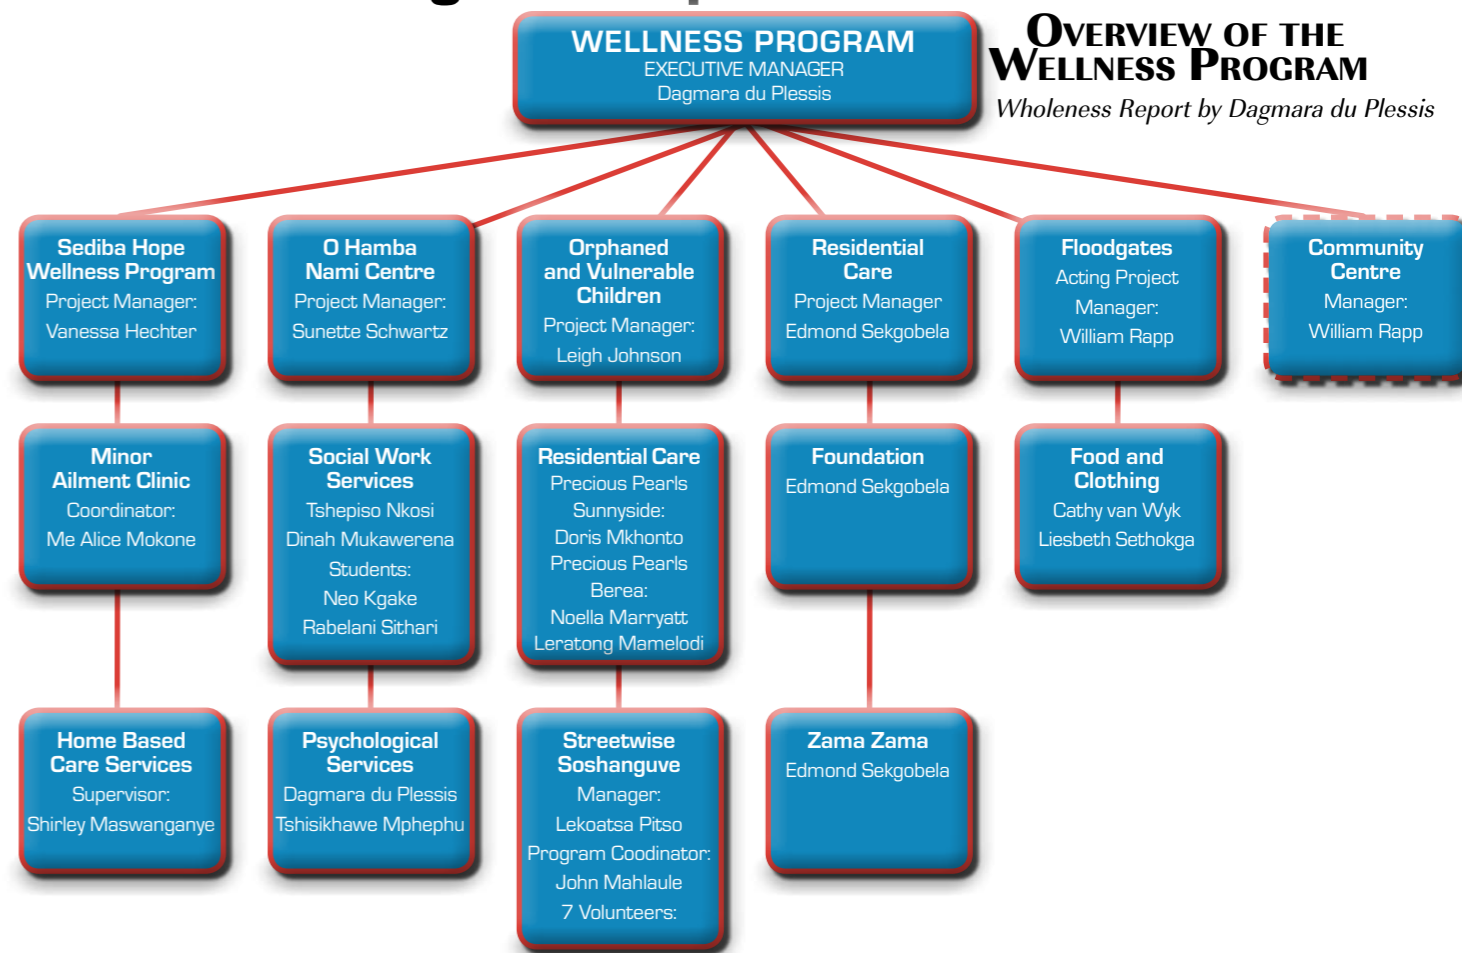 WELLNESS PROGRAM
EXECUTIVE MANAGER
Dagmara du Plessis
OVERVIEW OF THE
WELLNESS PROGRAM
Wholeness Report by Dagmara du Plessis
Sediba Hope
Wellness Program
Project Manager:
Vanessa Hechter
O Hamba
Nami Centre
Project Manager:
Sunette Schwartz
Orphaned
and Vulnerable
Children
Project Manager:
Leigh Johnson
Residential
Care
Project Manager
Edmond Sekgobela
Floodgates
Acting Project
Manager:
William Rapp
Community
Centre
Manager:
William Rapp
Minor
Ailment Clinic
Coordinator:
Me Alice Mokone
Social Work
Services
Tshepiso Nkosi
Dinah Mukawerena
Students:
Neo Kgake
Rabelani Sithari
Residential Care
Precious Pearls
Sunnyside:
Doris Mkhonto
Precious Pearls
Berea:
Noella Marryatt
Leratong Mamelodi
Foundation
Edmond Sekgobela
Food and
Clothing
Cathy van Wyk
Liesbeth Sethokga
Home Based
Care Services
Supervisor:
Shirley Maswanganye
Psychological
Services
Dagmara du Plessis
Tshisikhawe Mphephu
Streetwise
Soshanguve
Manager:
Lekoatsa Pitso
Program Coodinator:
John Mahlaule
7 Volunteers:
Zama Zama
Edmond Sekgobela